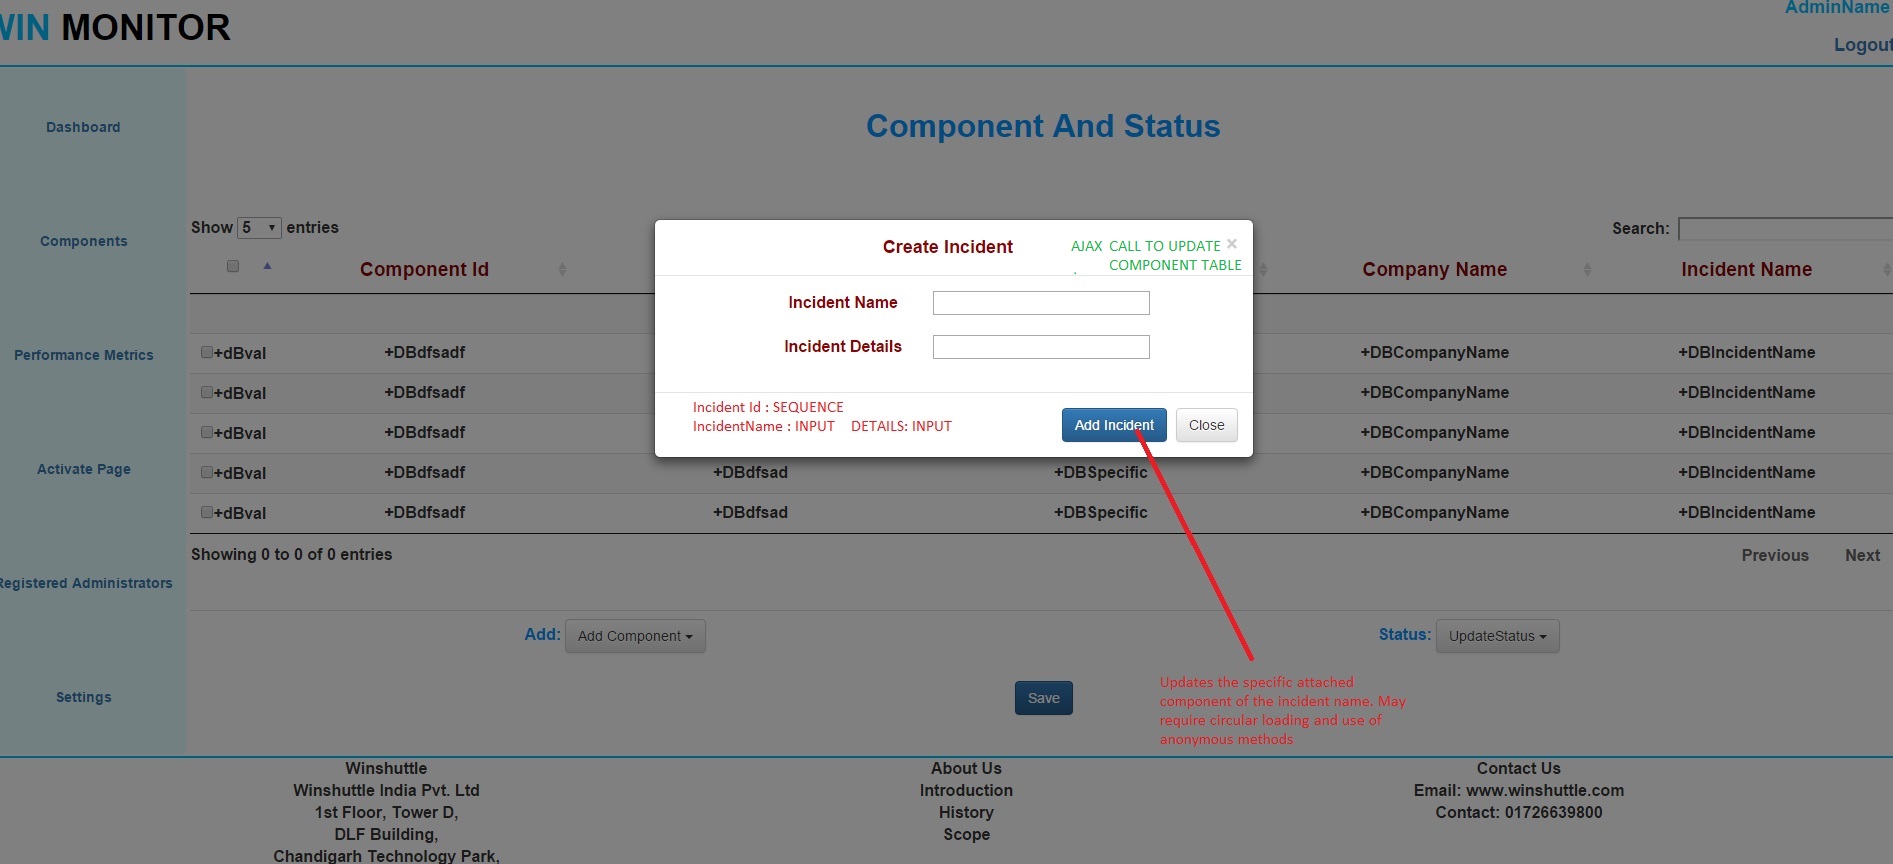 WIN MONITOR
AdminName
Logout
Dashboard
Components
Performance Metrics
Activate Page
Registered Administrators
Settings
Component And Status
Show 5 entries
Search:
Component Id
Company Name
Incident Name
+dBval +DBdfsadf +DBCompanyName +DBIncidentName
+dBval +DBdfsadf +DBCompanyName +DBIncidentName
+dBval +DBdfsadf +DBCompanyName +DBIncidentName
+dBval +DBdfsadf +DBdfsad +DBSpecific +DBCompanyName +DBIncidentName
+dBval +DBdfsadf +DBdfsad +DBSpecific +DBCompanyName +DBIncidentName
Showing 0 to 0 of 0 entries
Previous Next
Create Incident
×
AJAX CALL TO UPDATE
COMPONENT TABLE
Incident Name
Incident Details
Incident Id : SEQUENCE
IncidentName : INPUT DETAILS: INPUT
Add Incident
Close
Add: Add Component
Status: UpdateStatus
Save
Updates the specific attached
component of the incident name. May
require circular loading and use of
anonymous methods
Winshuttle
Winshuttle India Pvt. Ltd
1st Floor, Tower D,
DLF Building,
Chandigarh Technology Park,
About Us
Introduction
History
Scope
Contact Us
Email: www.winshuttle.com
Contact: 01726639800